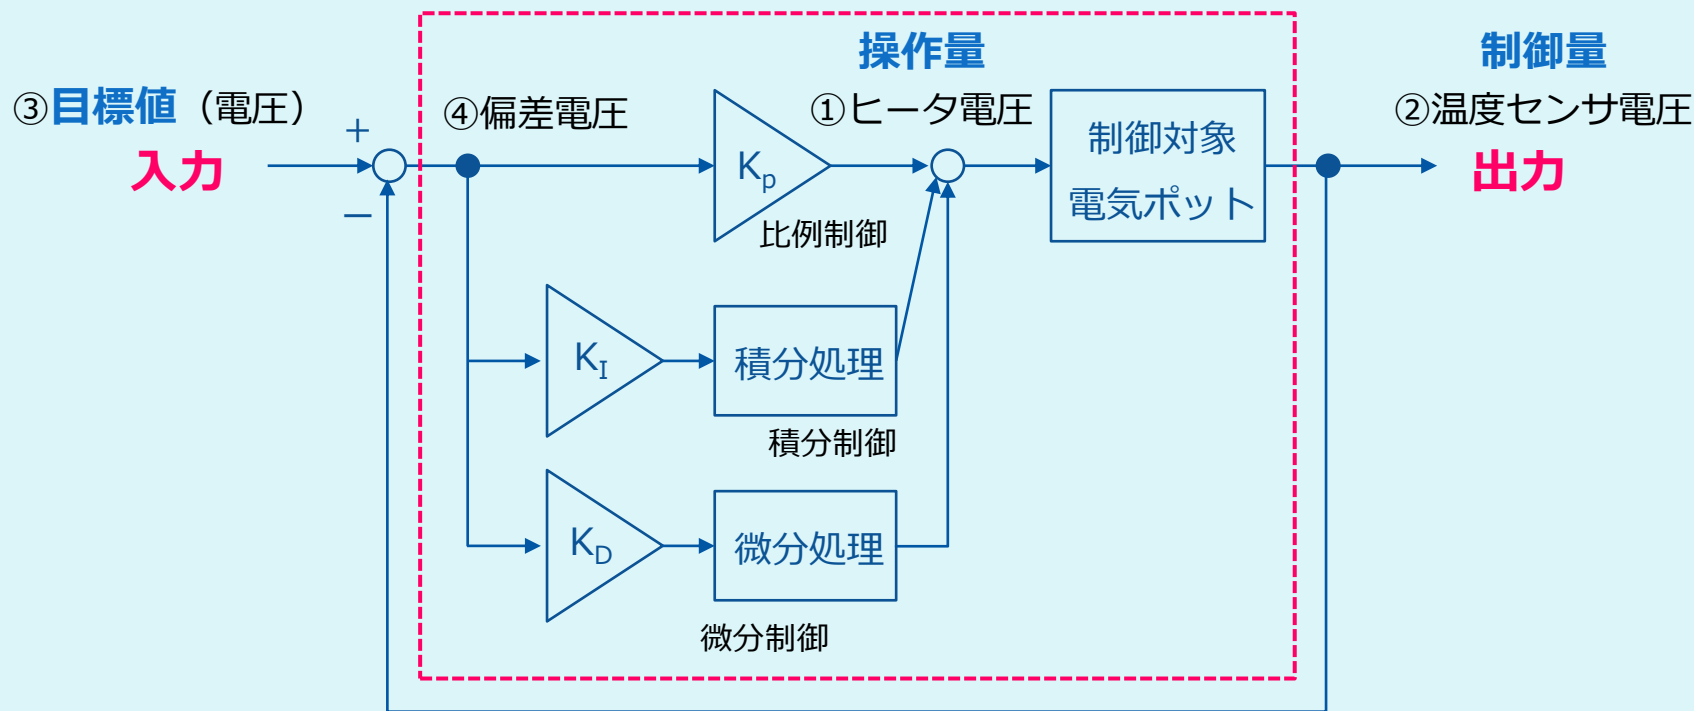 操作量
制御量
③目標値（電圧）
④偏差電圧
①ヒータ電圧
②温度センサ電圧
入力
+
−
Kp
制御対象
電気ポット
出力
比例制御
KI
積分処理
積分制御
KD
微分処理
微分制御